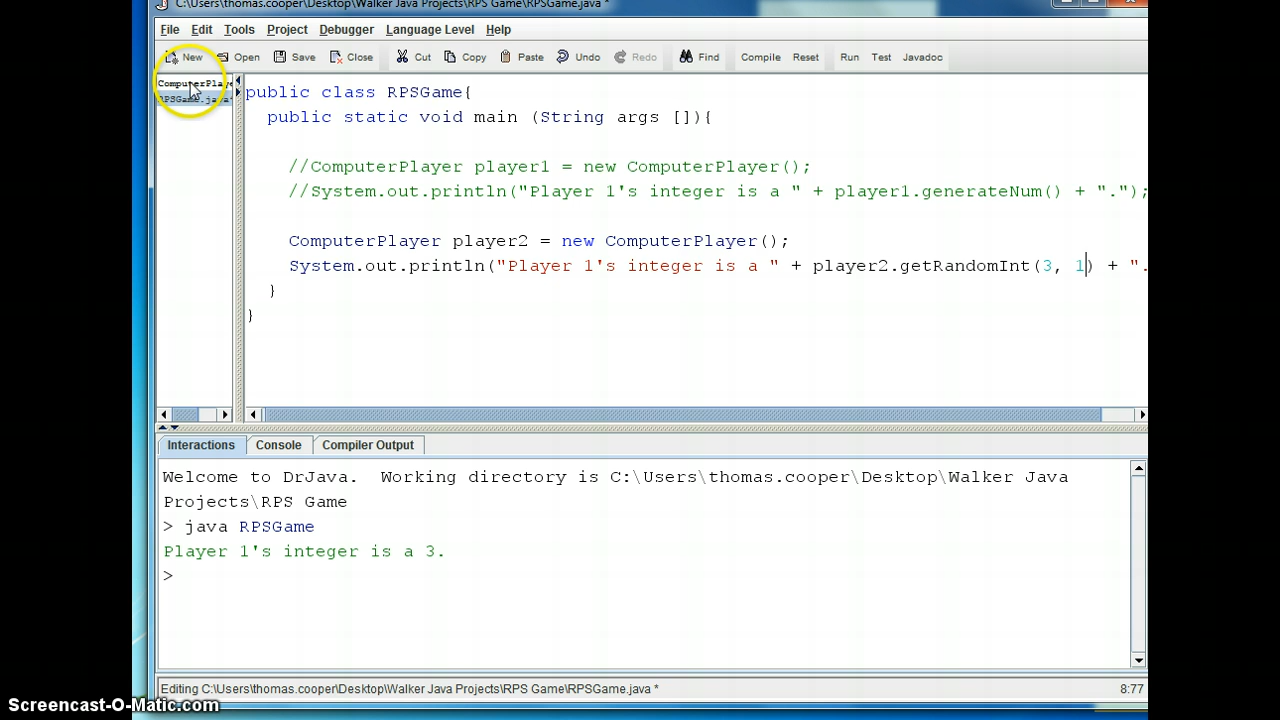 C:\Users\thomas.cooper\Desktop\Walker Java Projects\RPS Game\RPSGame.java *
File Edit Tools Project Debugger Language Level Help
New Open Save Close Cut Copy Paste Undo Redo Find Compile Reset Run Test Javadoc
ComputerPlaye
RPSGame.java*
public class RPSGame{
public static void main (String args []){
//ComputerPlayer player1 = new ComputerPlayer();
//System.out.println("Player 1's integer is a " + player1.generateNum() + ".");
ComputerPlayer player2 = new ComputerPlayer();
System.out.println("Player 1's integer is a " + player2.getRandomInt(3, 1) + ".
}
}
Interactions Console Compiler Output
Welcome to DrJava. Working directory is C:\Users\thomas.cooper\Desktop\Walker Java
Projects\RPS Game
> java RPSGame
Player 1's integer is a 3.
>
Editing C:\Users\thomas.cooper\Desktop\Walker Java Projects\RPS Game\RPSGame.java * 8:77
Screencast-O-Matic.com